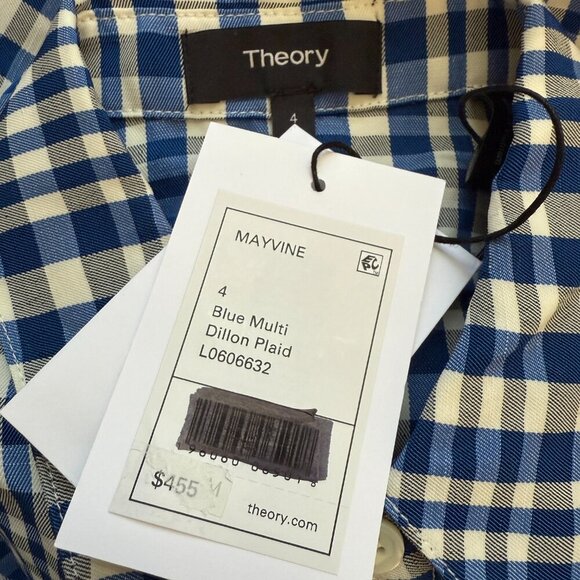 Theory
4
MAYVINE
4
Blue Multi
Dillon Plaid
L0606632
$455
theory.com